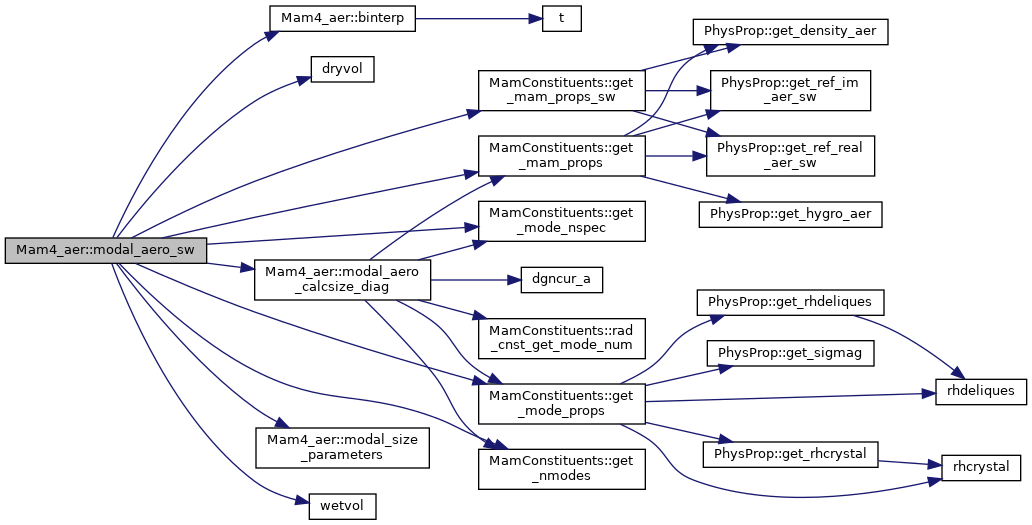 Mam4_aer::modal_aero_sw
Mam4_aer::binterp
t
dryvol
MamConstituents::get
_mam_props_sw
MamConstituents::get
_mam_props
MamConstituents::get
_mode_nspec
Mam4_aer::modal_aero
_calcsize_diag
dgncur_a
MamConstituents::rad
_cnst_get_mode_num
MamConstituents::get
_mode_props
MamConstituents::get
_nmodes
Mam4_aer::modal_size
_parameters
wetvol
PhysProp::get_density_aer
PhysProp::get_ref_im
_aer_sw
PhysProp::get_ref_real
_aer_sw
PhysProp::get_hygro_aer
PhysProp::get_rhdeliques
PhysProp::get_sigmag
rhdeliques
PhysProp::get_rhcrystal
rhcrystal